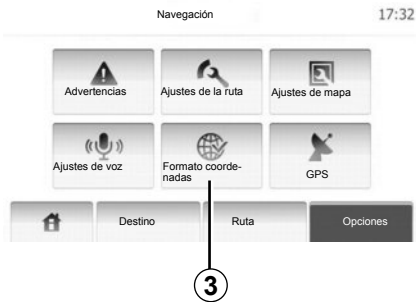 Navegación
17:32
Advertencias
Ajustes de la ruta
Ajustes de mapa
Ajustes de voz
Formato coorde-
nadas
GPS
Destino
Ruta
Opciones
3